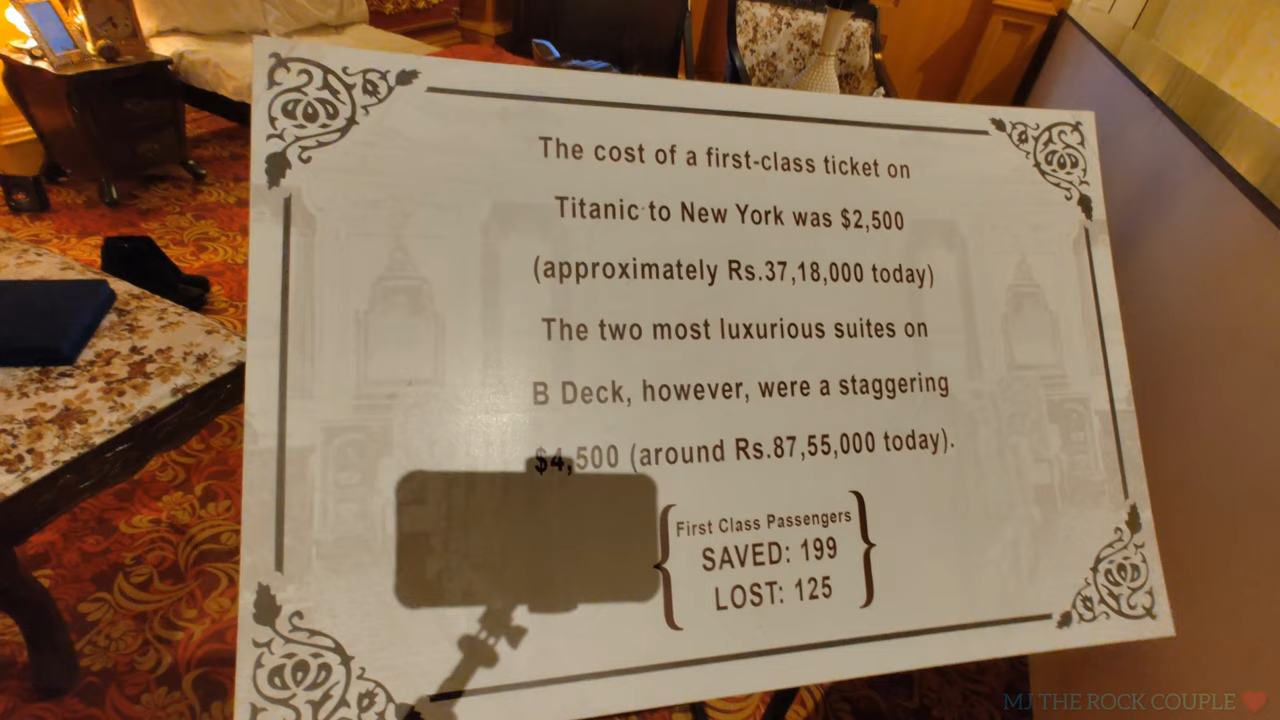 The cost of a first-class ticket on
Titanic to New York was $2,500
(approximately Rs.37,18,000 today)
The two most luxurious suites on
B Deck, however, were a staggering
$4,500 (around Rs.87,55,000 today).
First Class Passengers
SAVED: 199
LOST: 125
MJ THE ROCK COUPLE